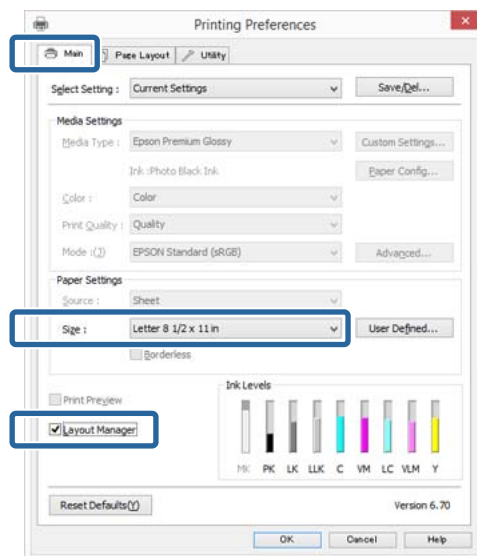 Printing Preferences
Main Page Layout Utility
Select Setting : Current Settings Save/Del...
Media Settings
Media Type : Epson Premium Glossy Custom Settings...
Ink :Photo Black Ink Paper Config...
Color : Color
Print Quality : Quality
Mode :(J) EPSON Standard (sRGB) Advanced...
Paper Settings
Source : Sheet
Size : Letter 8 1/2 x 11 in User Defined...
Borderless
Ink Levels
Print Preview
Layout Manager
MK PK LK LLK C VM LC VLM Y
Reset Defaults(Y) Version 6.70
OK Cancel Help